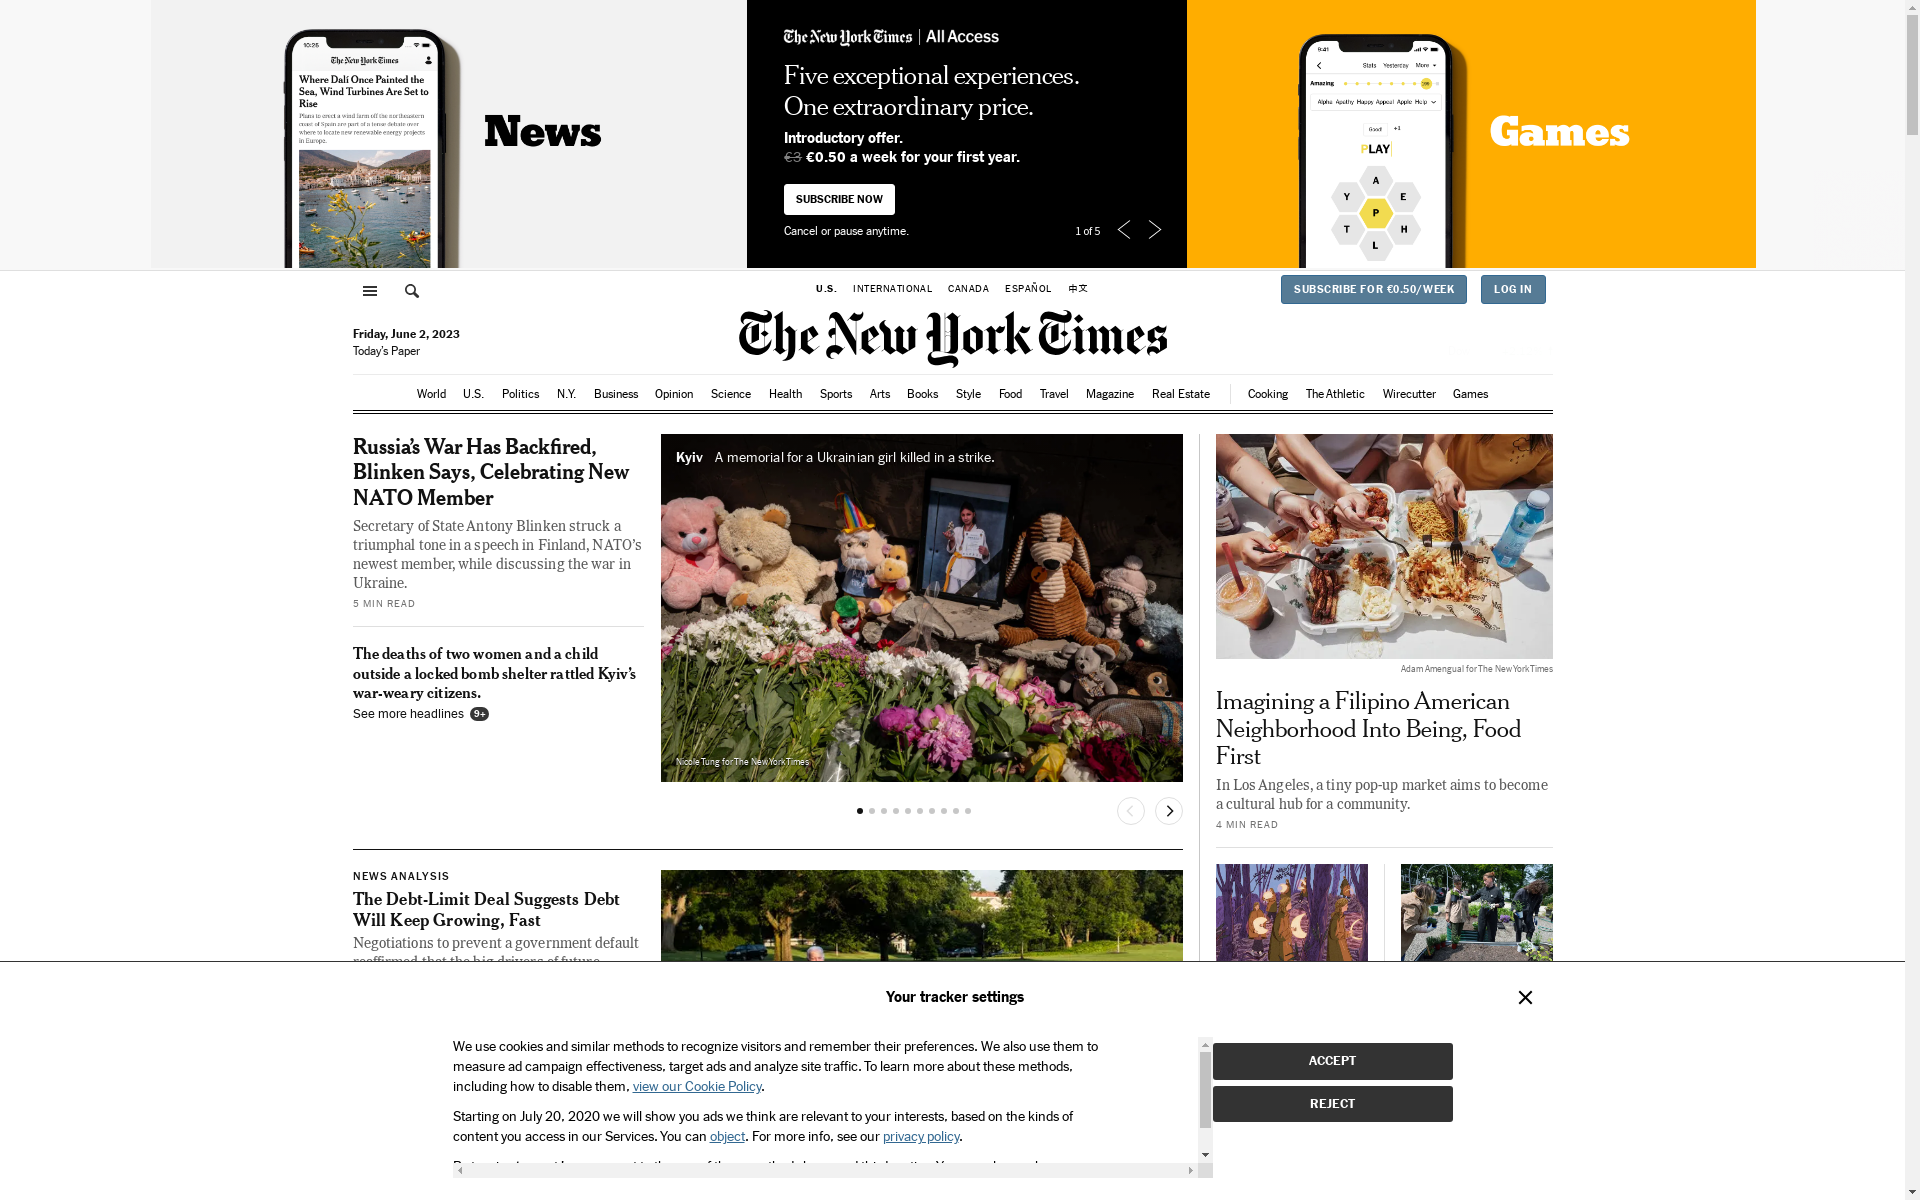 10:25
The New York Times
Where Dalí Once Painted the
Sea, Wind Turbines Are Set to
Rise
Plans to erect a wind farm off the northeastern
coast of Spain are part of a tense debate over
where to locate new renewable energy projects
in Europe.
News
The New York Times | All Access
Five exceptional experiences.
One extraordinary price.
Introductory offer.
€3 €0.50 a week for your first year.
SUBSCRIBE NOW
Cancel or pause anytime.
1 of 5
9:41
Stats Yesterday More
Amazing
Alpha Apathy Happy Appeal Apple Help
Good! +1
PLAY
A
Y E
P
T H
L
Games
U.S. INTERNATIONAL CANADA ESPAÑOL 中文
SUBSCRIBE FOR €0.50/WEEK
LOG IN
Friday, June 2, 2023
Today's Paper
The New York Times
World U.S. Politics N.Y. Business Opinion Science Health Sports Arts Books Style Food Travel Magazine Real Estate Cooking The Athletic Wirecutter Games
Russia's War Has Backfired,
Blinken Says, Celebrating New
NATO Member
Secretary of State Antony Blinken struck a
triumphal tone in a speech in Finland, NATO's
newest member, while discussing the war in
Ukraine.
5 MIN READ
The deaths of two women and a child
outside a locked bomb shelter rattled Kyiv's
war-weary citizens.
See more headlines 9+
Kyiv A memorial for a Ukrainian girl killed in a strike.
Nicole Tung for The New York Times
Adam Amengual for The New York Times
Imagining a Filipino American
Neighborhood Into Being, Food
First
In Los Angeles, a tiny pop-up market aims to become
a cultural hub for a community.
4 MIN READ
NEWS ANALYSIS
The Debt-Limit Deal Suggests Debt
Will Keep Growing, Fast
Negotiations to prevent a government default
reaffirmed that the big drivers of future
Your tracker settings
We use cookies and similar methods to recognize visitors and remember their preferences. We also use them to
measure ad campaign effectiveness, target ads and analyze site traffic. To learn more about these methods,
including how to disable them, view our Cookie Policy.
Starting on July 20, 2020 we will show you ads we think are relevant to your interests, based on the kinds of
content you access in our Services. You can object. For more info, see our privacy policy.
ACCEPT
REJECT